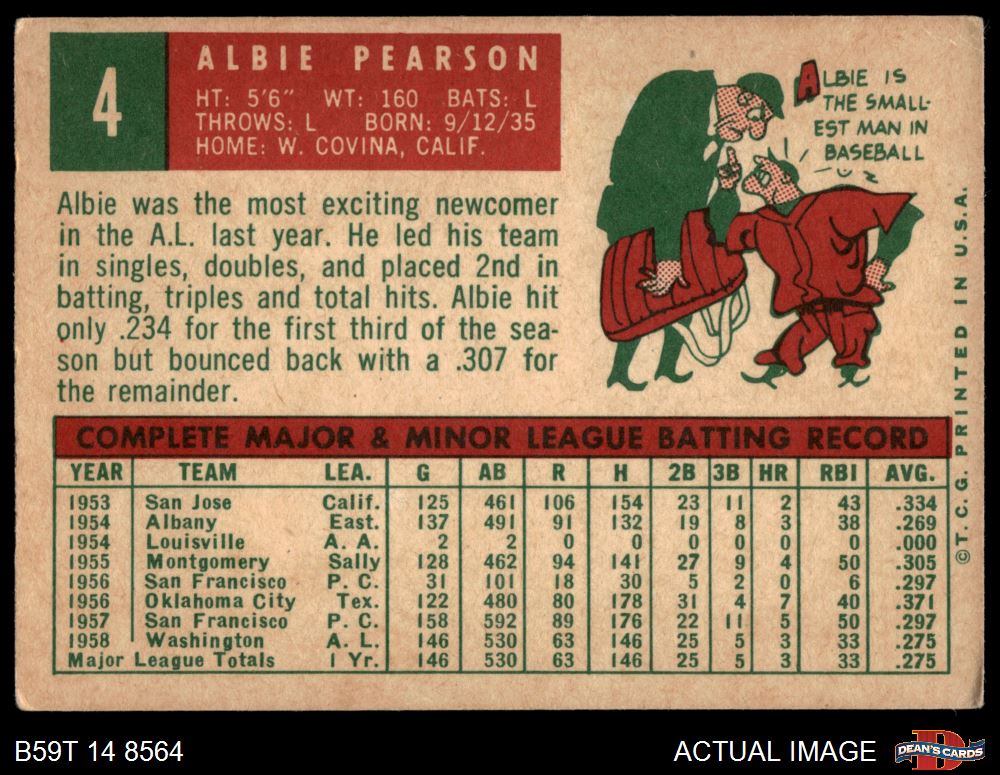 4
ALBIE PEARSON
HT: 5'6" WT: 160 BATS: L
THROWS: L BORN: 9/12/35
HOME: W. COVINA, CALIF.
ALBIE IS
THE SMALL-
EST MAN IN
BASEBALL
Albie was the most exciting newcomer
in the A.L. last year. He led his team
in singles, doubles, and placed 2nd in
batting, triples and total hits. Albie hit
only .234 for the first third of the sea-
son but bounced back with a .307 for
the remainder.
COMPLETE MAJOR & MINOR LEAGUE BATTING RECORD
YEAR TEAM LEA. G AB R H 2B 3B HR RBI AVG.
1953 San Jose Calif. 125 461 106 154 23 11 2 43 .334
1954 Albany East. 137 491 91 132 19 8 3 38 .269
1954 Louisville A. A. 2 2 0 0 0 0 0 0 .000
1955 Montgomery Sally 128 462 94 141 27 9 4 50 .305
1956 San Francisco P. C. 31 101 18 30 5 2 0 6 .297
1956 Oklahoma City Tex. 122 480 80 178 31 4 7 40 .371
1957 San Francisco P. C. 158 592 89 176 22 11 5 50 .297
1958 Washington A. L. 146 530 63 146 25 5 3 33 .275
Major League Totals 1 Yr. 146 530 63 146 25 5 3 33 .275
©T. C. G. PRINTED IN U.S.A.
B59T 14 8564
ACTUAL IMAGE
D
DEAN'S CARDS